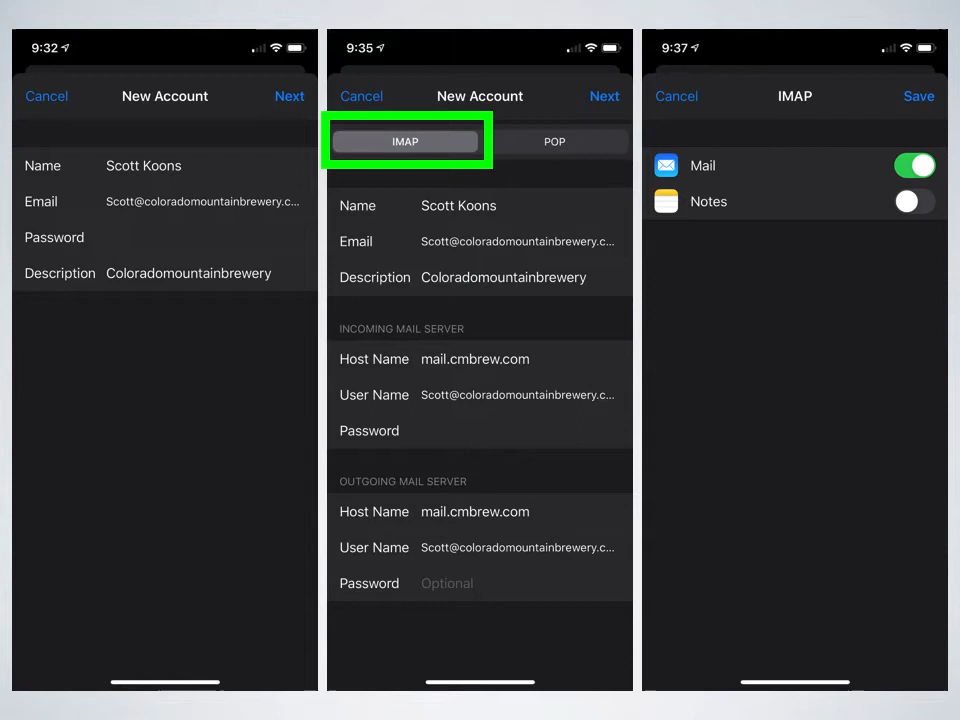 9:32
Cancel New Account Next
Name Scott Koons
Email Scott@coloradomountainbrewery.c...
Password
Description Coloradomountainbrewery
9:35
Cancel New Account Next
IMAP POP
Name Scott Koons
Email Scott@coloradomountainbrewery.c...
Description Coloradomountainbrewery
INCOMING MAIL SERVER
Host Name mail.cmbrew.com
User Name Scott@coloradomountainbrewery.c...
Password
OUTGOING MAIL SERVER
Host Name mail.cmbrew.com
User Name Scott@coloradomountainbrewery.c...
Password Optional
9:37
Cancel IMAP Save
Mail
Notes